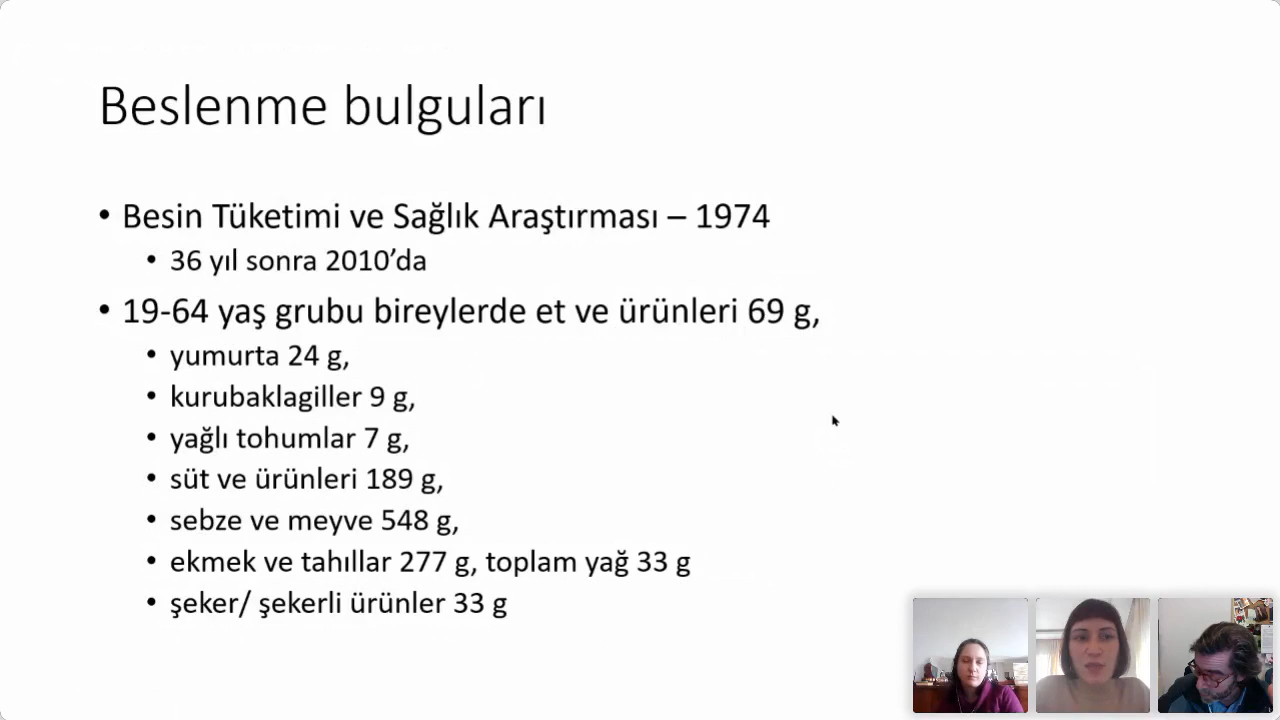 Beslenme bulguları
• Besin Tüketimi ve Sağlık Araştırması – 1974
• 36 yıl sonra 2010’da
• 19-64 yaş grubu bireylerde et ve ürünleri 69 g,
• yumurta 24 g,
• kurubaklagiller 9 g,
• yağlı tohumlar 7 g,
• süt ve ürünleri 189 g,
• sebze ve meyve 548 g,
• ekmek ve tahıllar 277 g, toplam yağ 33 g
• şeker/ şekerli ürünler 33 g